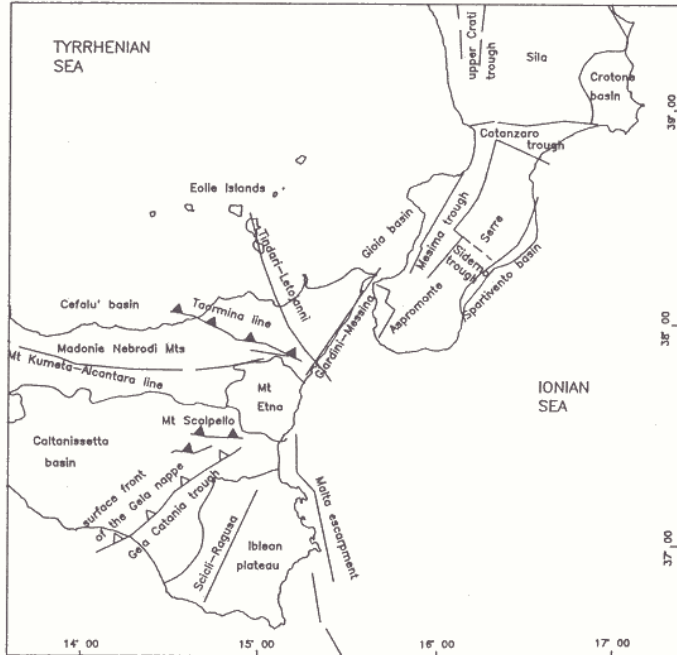 TYRRHENIAN
SEA
upper Crati
trough
Sila
Crotone
basin
39° 00
Catanzaro
trough
Eolie Islands
Gioia basin
Mesima trough
Serre
Siderno
trough
Spartivento basin
Tindari-Letojanni
Cefalu' basin
Taormina line
Giardini-Messina
Aspromonte
38° 00
Madonie Nebrodi Mts
Mt Kumeta-Alcantara line
Mt
Etna
IONIAN
SEA
Mt Scalpello
Caltanissetta
basin
surface front
of the Gela nappe
Gela Catania trough
Malta escarpment
Scicli-Ragusa
Iblean
plateau
37° 00
14° 00
15° 00
16° 00
17° 00